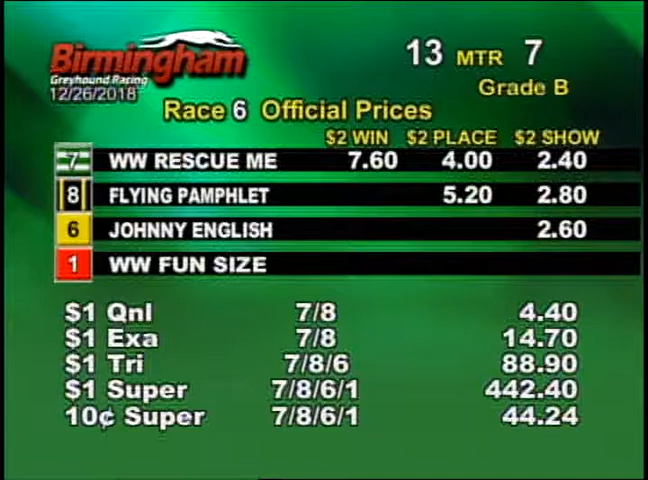 Birmingham
Greyhound Racing
12/26/2018
13 MTR 7
Grade B
Race 6 Official Prices
$2 WIN $2 PLACE $2 SHOW
7 WW RESCUE ME 7.60 4.00 2.40
8 FLYING PAMPHLET 5.20 2.80
6 JOHNNY ENGLISH 2.60
1 WW FUN SIZE
$1 Qnl 7/8 4.40
$1 Exa 7/8 14.70
$1 Tri 7/8/6 88.90
$1 Super 7/8/6/1 442.40
10¢ Super 7/8/6/1 44.24